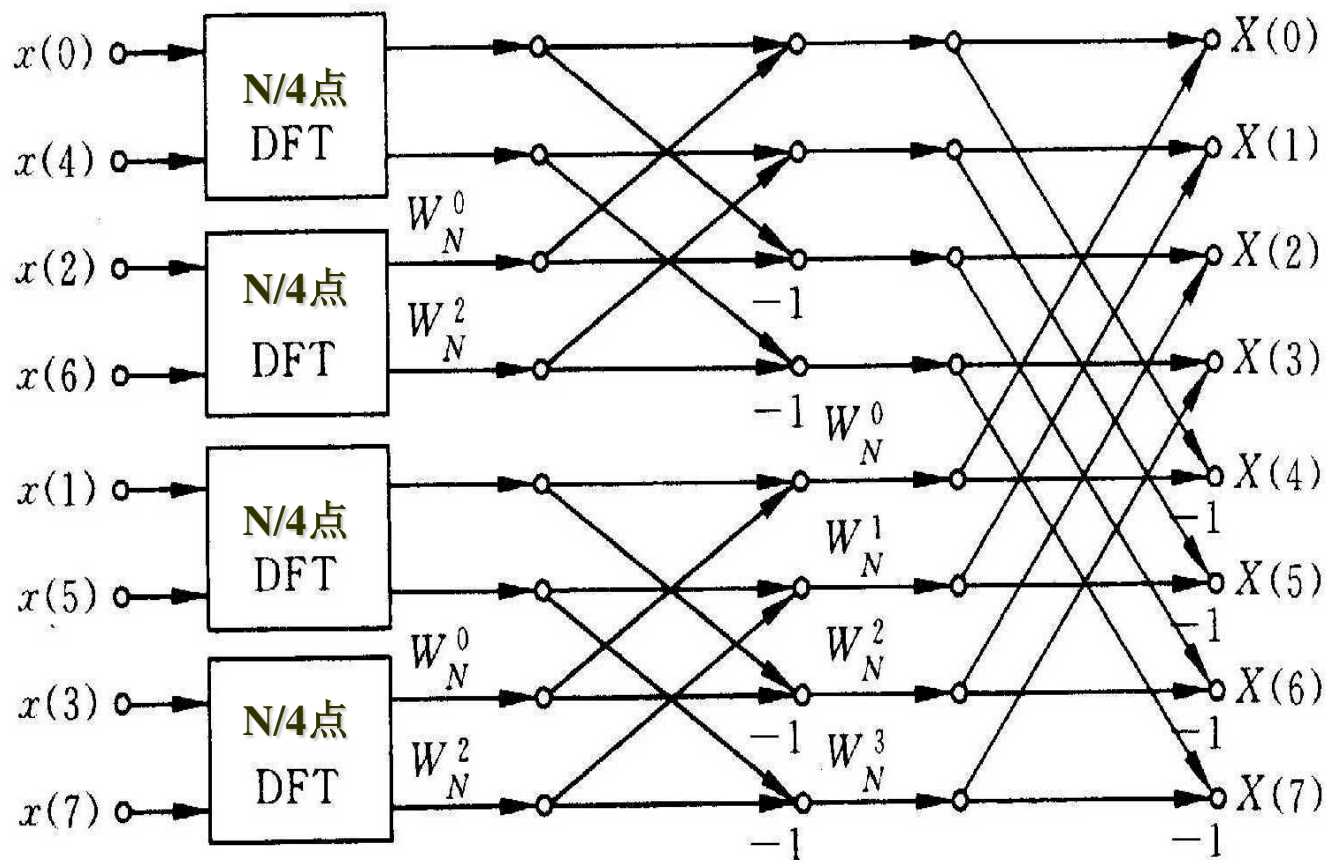 x(0)
N/4点
DFT
X(0)
x(4)
X(1)
W_N^0
x(2)
N/4点
DFT
X(2)
W_N^2
-1
x(6)
X(3)
-1
W_N^0
x(1)
N/4点
DFT
X(4)
-1
W_N^1
x(5)
X(5)
-1
W_N^0
W_N^2
x(3)
N/4点
DFT
X(6)
-1
-1
W_N^2
W_N^3
x(7)
X(7)
-1
-1